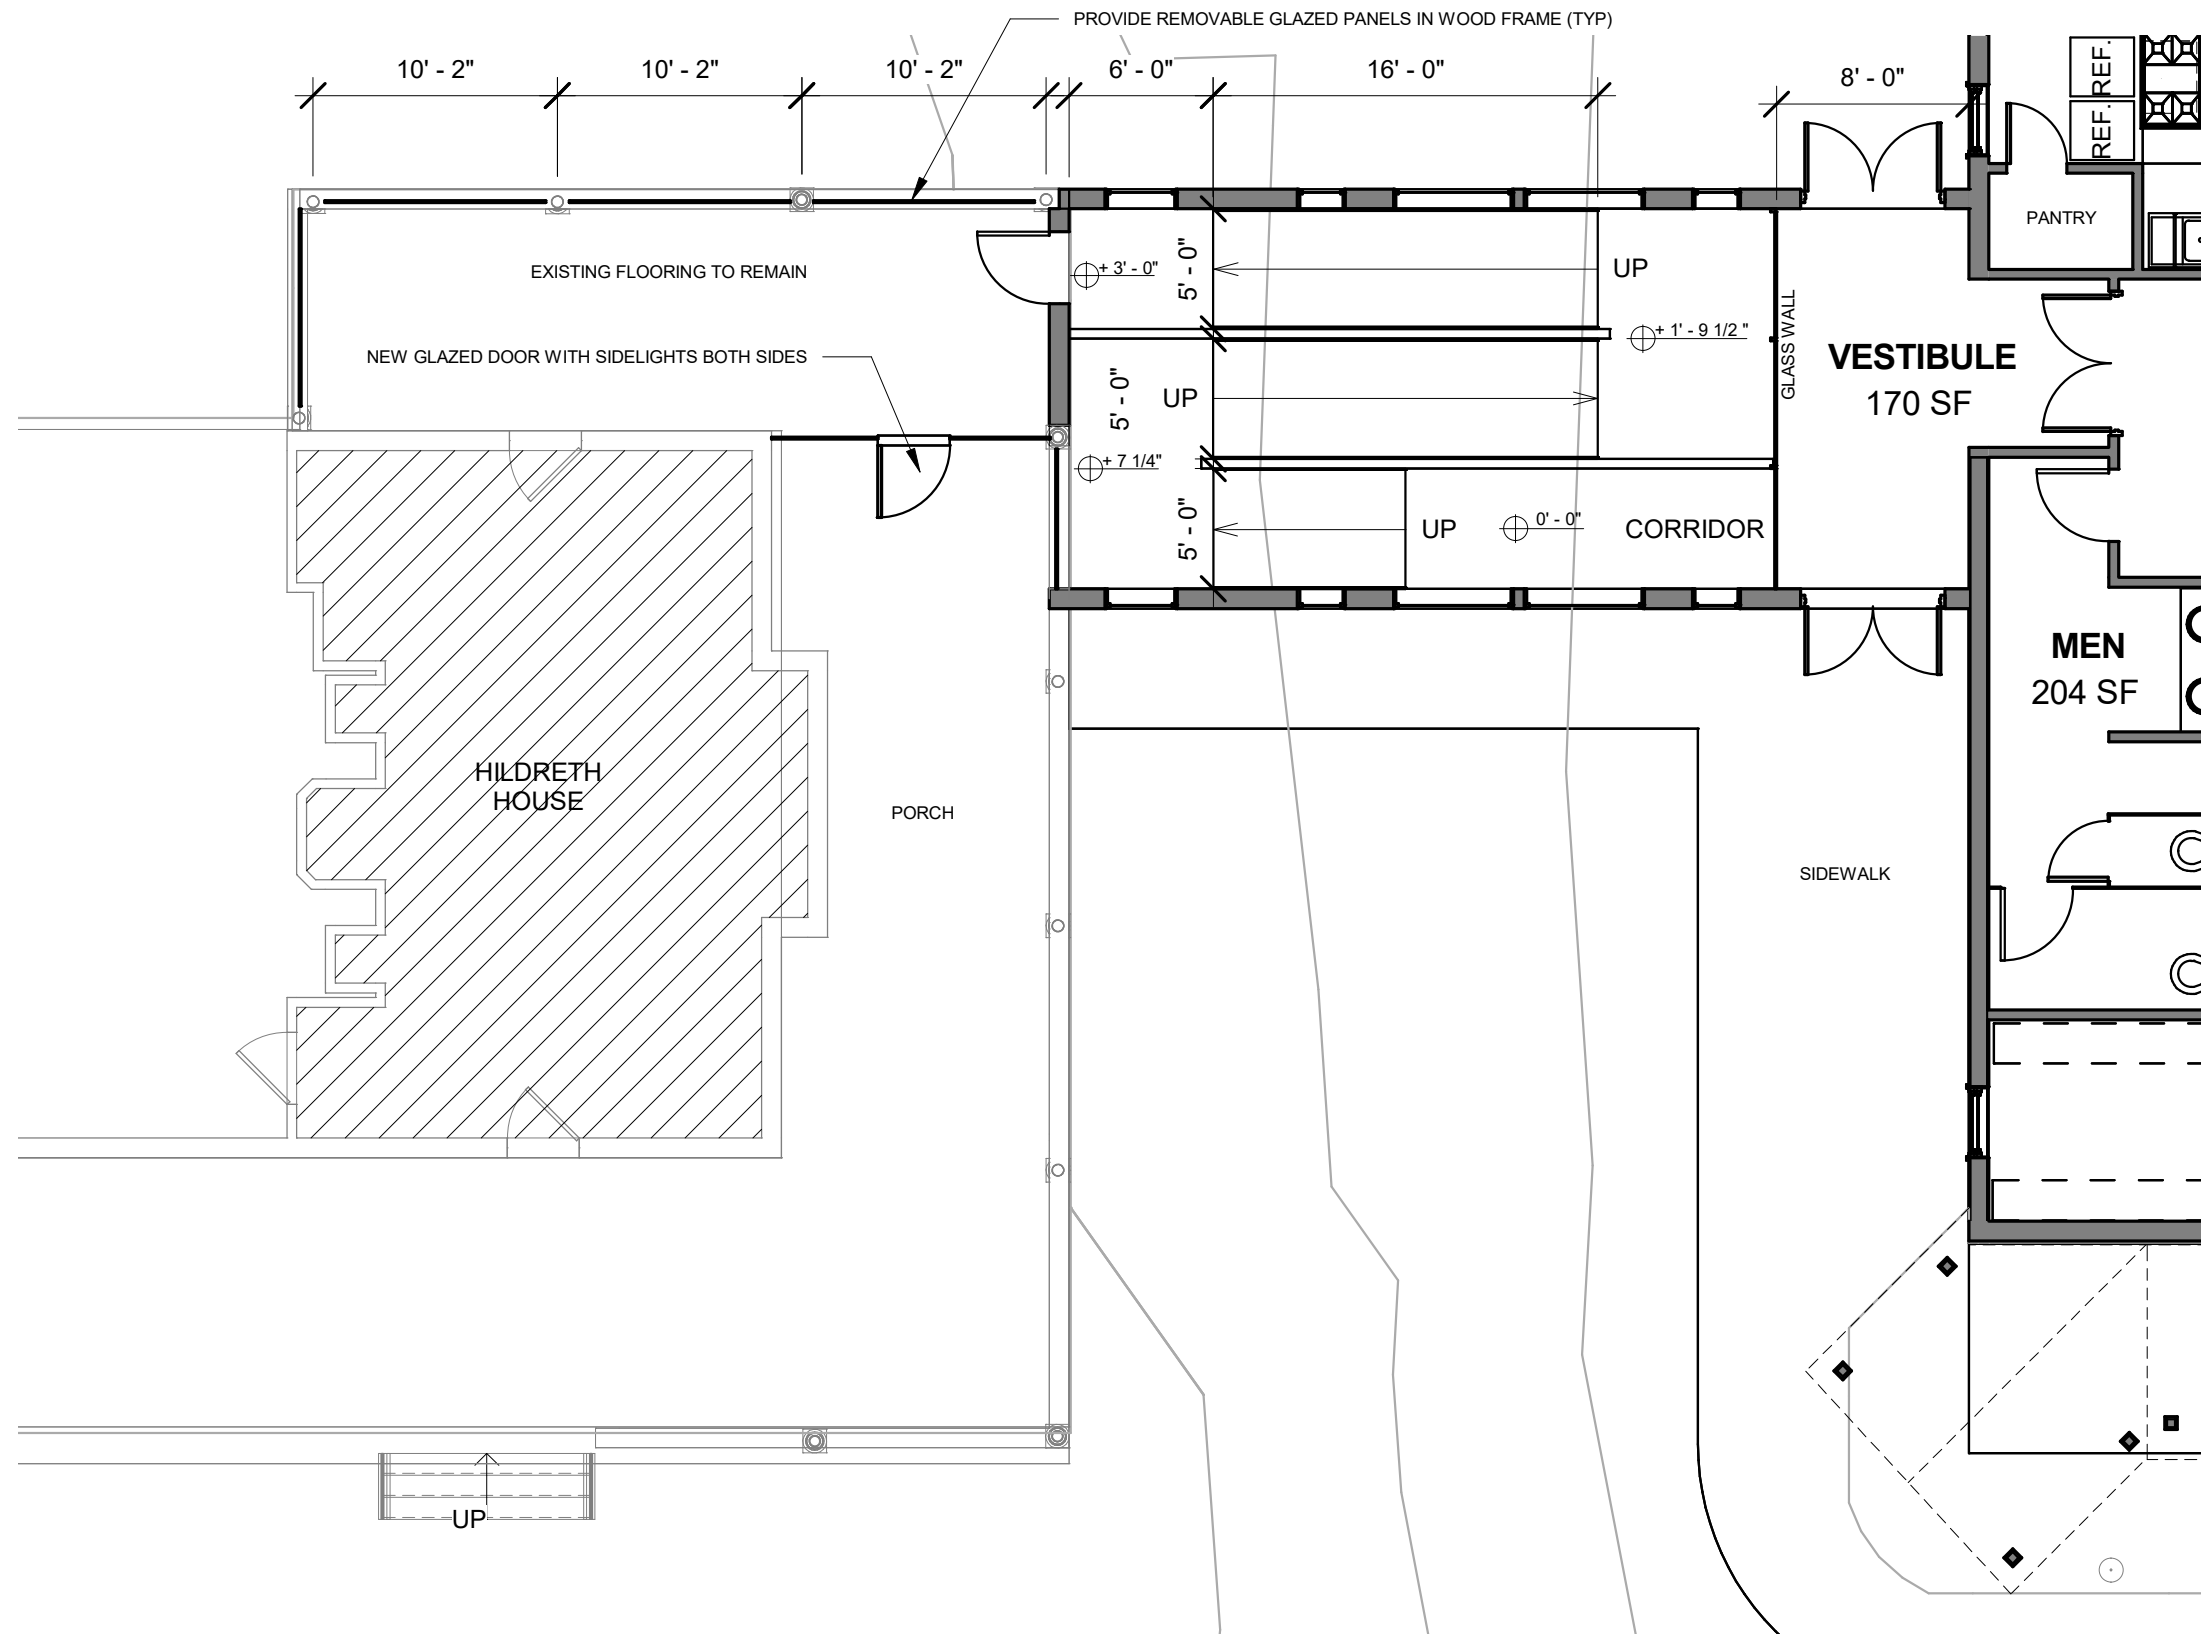 PROVIDE REMOVABLE GLAZED PANELS IN WOOD FRAME (TYP)
10' - 2"
10' - 2"
10' - 2"
6' - 0"
16' - 0"
8' - 0"
REF.
REF.
PANTRY
EXISTING FLOORING TO REMAIN
+ 3' - 0"
5' - 0"
UP
+ 1' - 9 1/2 "
GLASS WALL
VESTIBULE
170 SF
NEW GLAZED DOOR WITH SIDELIGHTS BOTH SIDES
5' - 0"
UP
+ 7 1/4"
5' - 0"
UP
0' - 0"
CORRIDOR
MEN
204 SF
HILDRETH
HOUSE
PORCH
SIDEWALK
UP